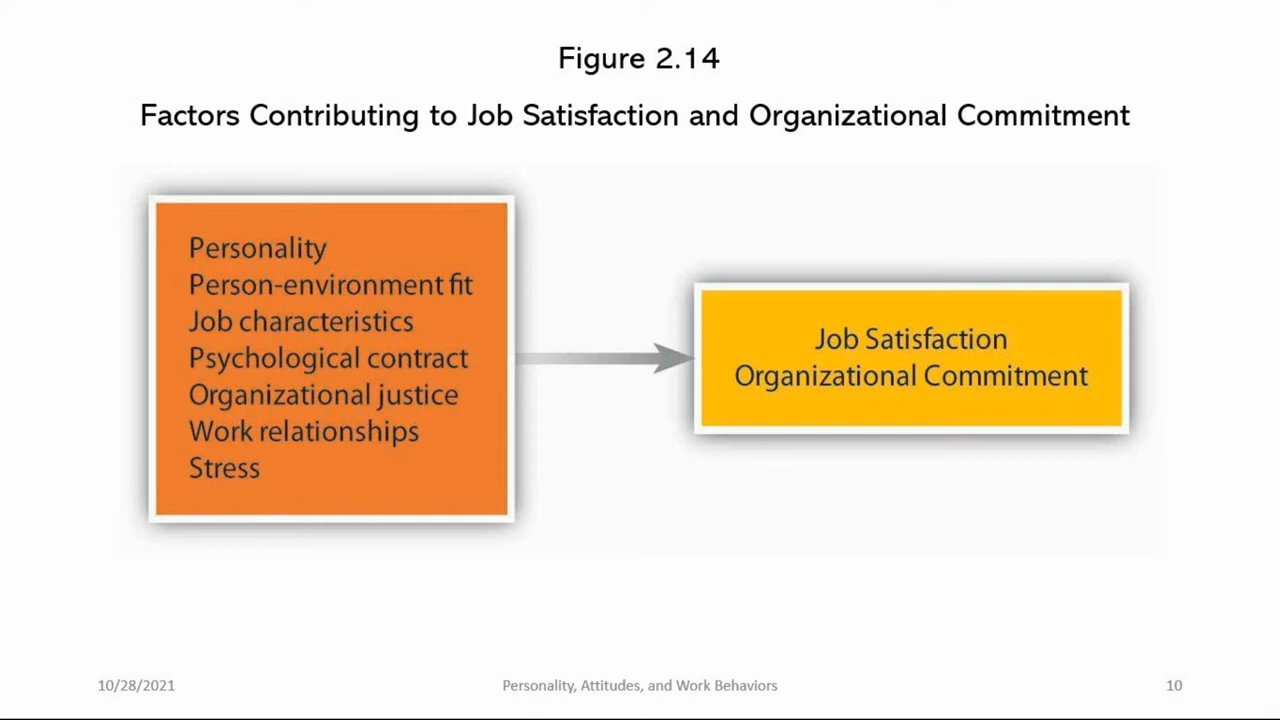 Figure 2.14
Factors Contributing to Job Satisfaction and Organizational Commitment
Personality
Person-environment fit
Job characteristics
Psychological contract
Organizational justice
Work relationships
Stress
Job Satisfaction
Organizational Commitment
10/28/2021
Personality, Attitudes, and Work Behaviors
10